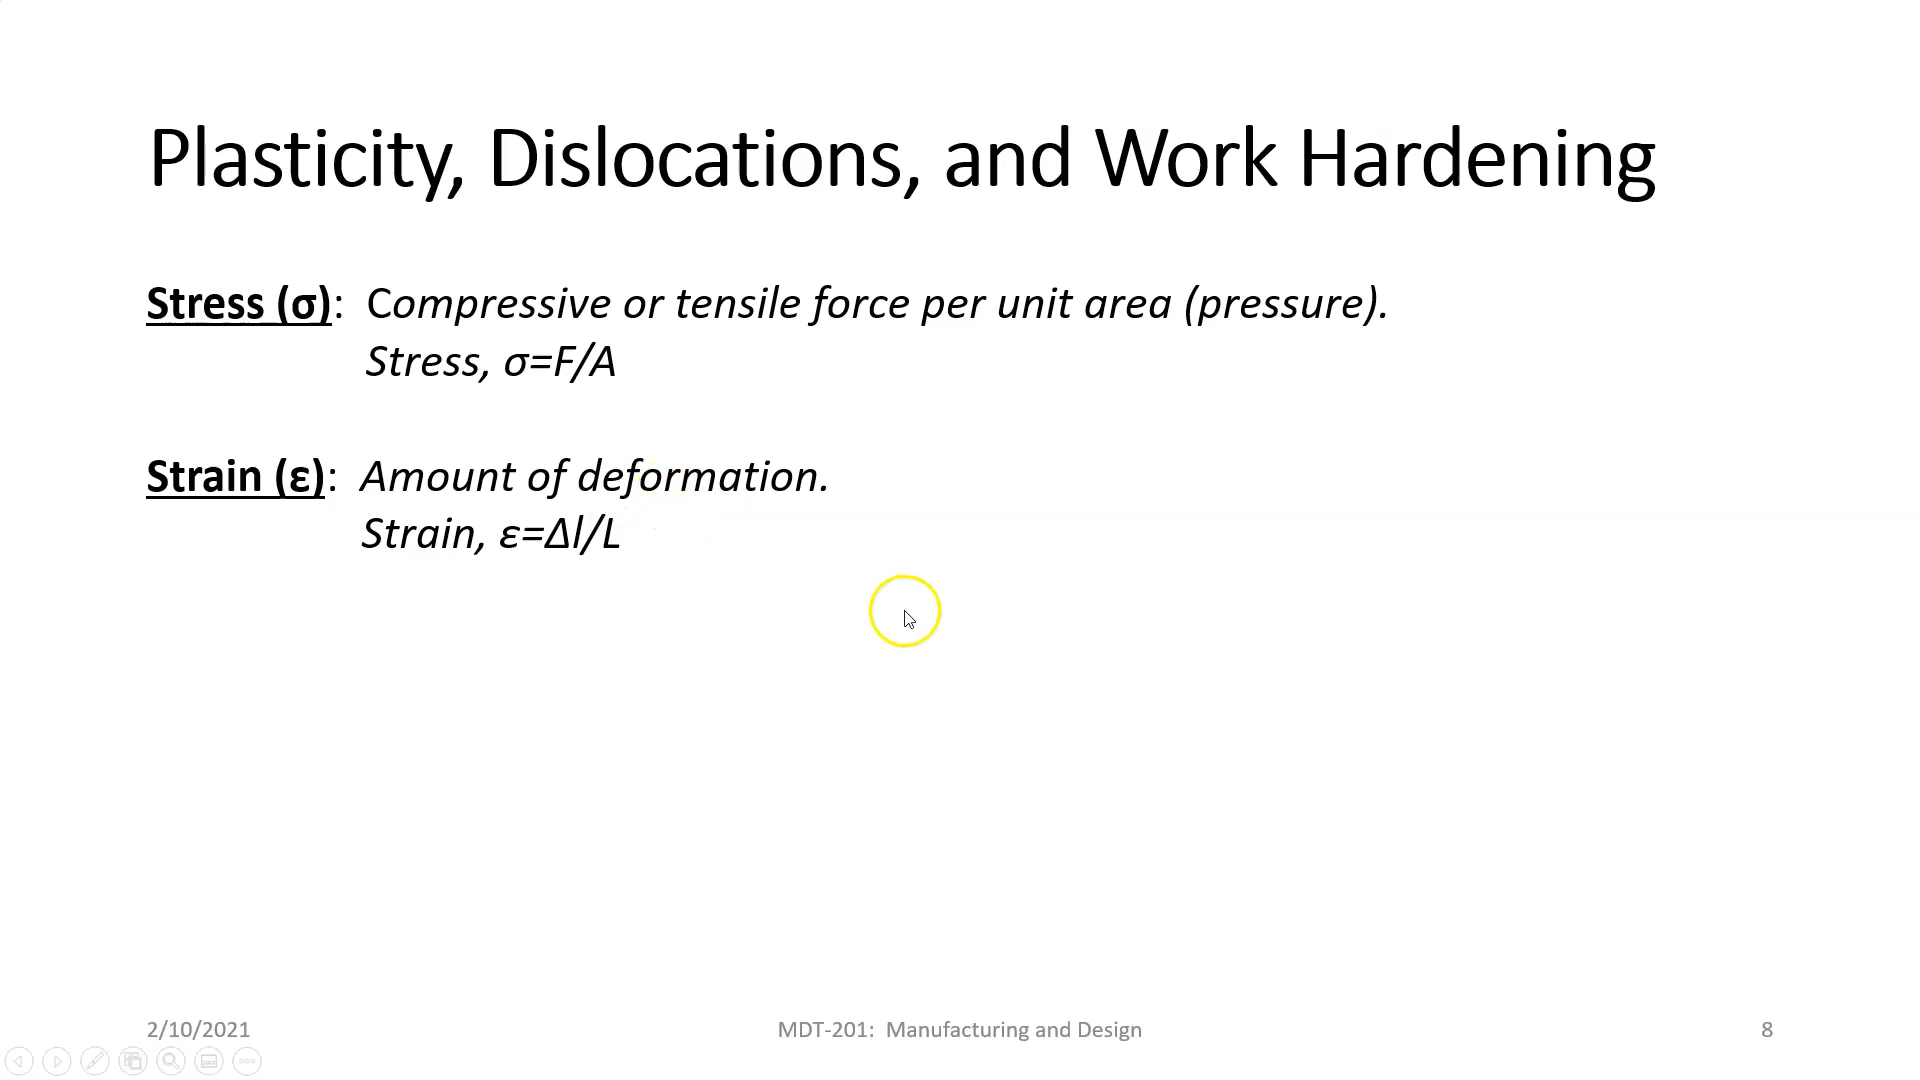 Plasticity, Dislocations, and Work Hardening
Stress (σ):  Compressive or tensile force per unit area (pressure).
Stress, σ=F/A
Strain (ε):  Amount of deformation.
Strain, ε=Δl/L
2/10/2021
MDT-201:  Manufacturing and Design
8